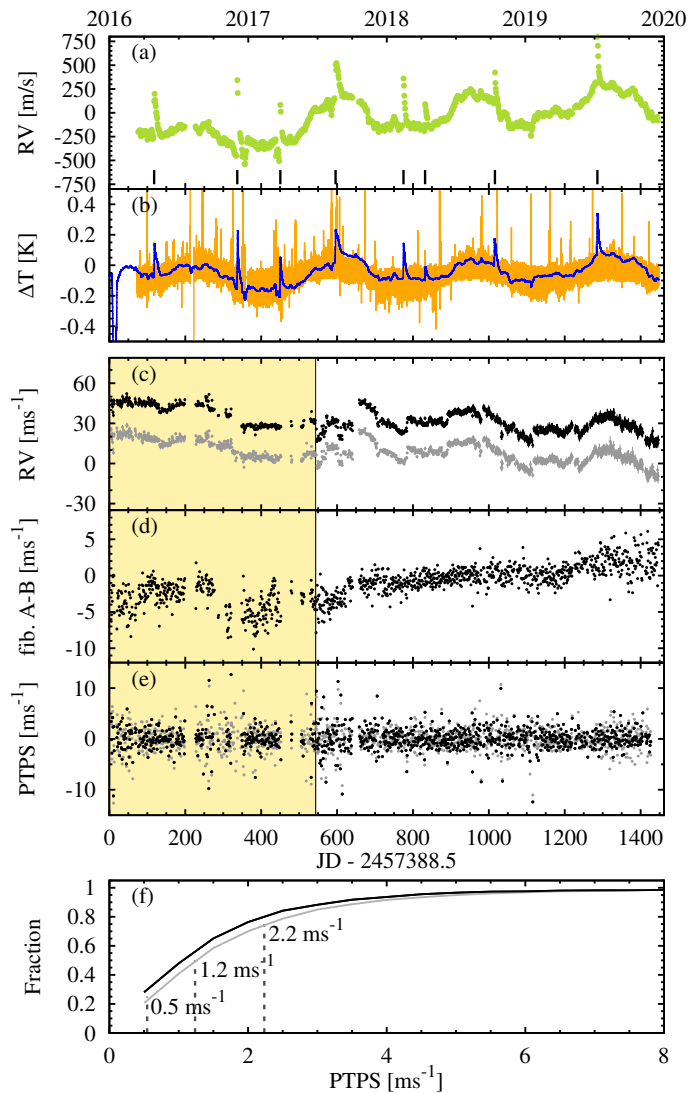 2016 2017 2018 2019 2020
(a)
RV [m/s]
750
500
250
0
-250
-500
-750
(b)
ΔT [K]
0.4
0.2
0
-0.2
-0.4
(c)
RV [ms⁻¹]
60
30
0
-30
(d)
fib. A-B [ms⁻¹]
5
0
-5
-10
(e)
PTPS [ms⁻¹]
10
0
-10
0 200 400 600 800 1000 1200 1400
JD - 2457388.5
(f)
Fraction
1
0.8
0.6
0.4
0.2
0
2.2 ms⁻¹
1.2 ms⁻¹
0.5 ms⁻¹
0 2 4 6 8
PTPS [ms⁻¹]